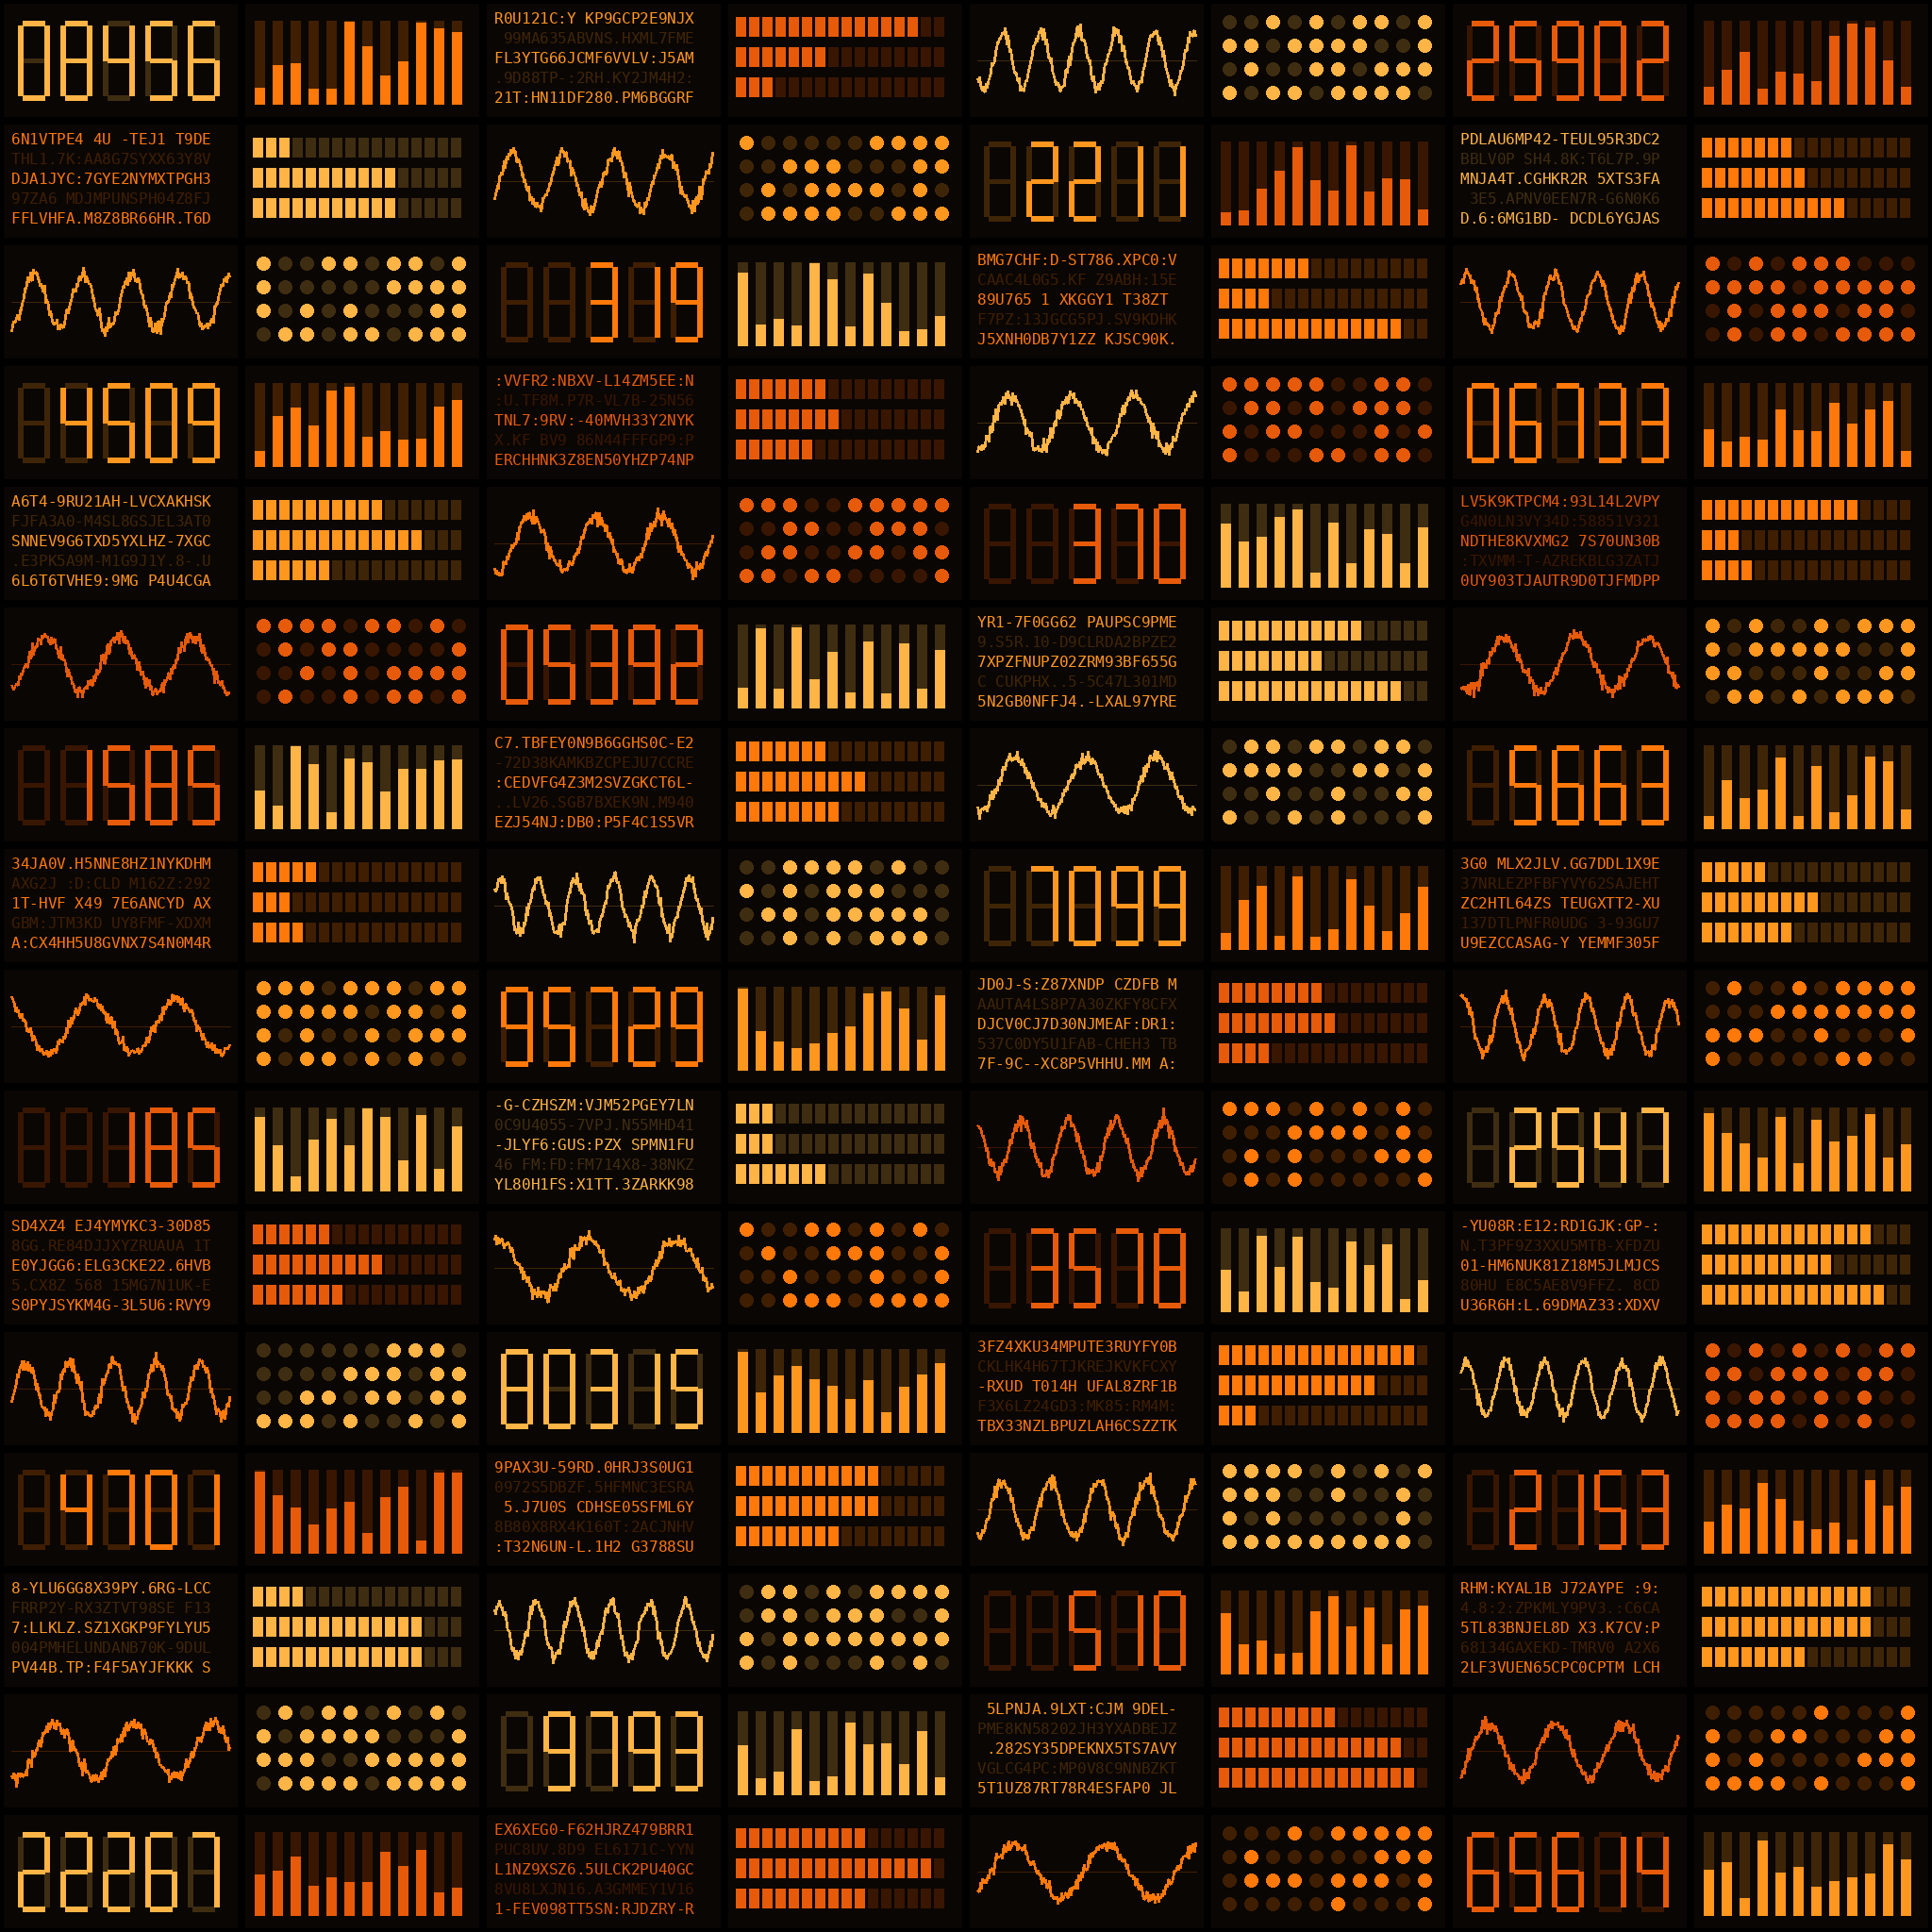 08456
R0U121C:Y KP9GCP2E9NJX
99MA635ABVNS.HXML7FME
FL3YTG66JCMF6VVLV:J5AM
.9D88TP-:2RH.KY2JM4H2:
21T:HN11DF280.PM6BGGRF
25902
6N1VTPE4 4U -TEJ1 T9DE
THL1.7K:AA8G7SYXX63Y8V
DJA1JYC:7GYE2NYMXTPGH3
97ZA6 MDJMPUNSPH04Z8FJ
FFLVHFA.M8Z8BR66HR.T6D
2211
PDLAU6MP42-TEUL95R3DC2
BBLV0P SH4.8K:T6L7P.9P
MNJA4T.CGHKR2R 5XTS3FA
3E5.APNV0EEN7R-G6N0K6
D.6:6MG1BD- DCDL6YGJAS
319
BMG7CHF:D-ST786.XPC0:V
CAAC4L0G5.KF Z9ABH:15E
89U765 1 XKGGY1 T38ZT
F7PZ:13JGCG5PJ.SV9KDHK
J5XNH0DB7Y1ZZ KJSC90K.
4509
:VVFR2:NBXV-L14ZM5EE:N
:U.TF8M.P7R-VL7B-25N56
TNL7:9RV:-40MVH33Y2NYK
X.KF BV9 86N44FFFGP9:P
ERCHHNK3Z8EN50YHZP74NP
06733
A6T4-9RU21AH-LVCXAKHSK
FJFA3A0-M4SL8GSJEL3AT0
SNNEV9G6TXD5YXLHZ-7XGC
.E3PK5A9M-M1G9J1Y.8-.U
6L6T6TVHE9:9MG P4U4CGA
370
LV5K9KTPCM4:93L14L2VPY
G4N0LN3VY34D:58851V321
NDTHE8KVXMG2 7S70UN30B
:TXVMM-T-AZREKBLG3ZATJ
0UY903TJAUTR9D0TJFMDPP
05392
YR1-7F0GG62 PAUPSC9PME
9.S5R.10-D9CLRDA2BPZE2
7XPZFNUPZ02ZRM93BF655G
C CUKPHX..5-5C47L301MD
5N2GB0NFFJ4.-LXAL97YRE
1585
C7.TBFEY0N9B6GGHS0C-E2
-72D38KAMKBZCPEJU7CCRE
:CEDVFG4Z3M2SVZGKCT6L-
..LV26.SGB7BXEK9N.M940
EZJ54NJ:DB0:P5F4C1S5VR
5663
34JA0V.H5NNE8HZ1NYKDHM
AXG2J :D:CLD M162Z:292
1T-HVF X49 7E6ANCYD AX
GBM:JTM3KD UY8FMF-XDXM
A:CX4HH5U8GVNX7S4N0M4R
7099
3G0 MLX2JLV.GG7DDL1X9E
37NRLEZPFBFYVY62SAJEHT
ZC2HTL64ZS TEUGXTT2-XU
137DTLPNFR0UDG 3-93GU7
U9EZCCASAG-Y YEMMF305F
95729
JD0J-S:Z87XNDP CZDFB M
AAUTA4LS8P7A30ZKFY8CFX
DJCV0CJ7D30NJMEAF:DR1:
537C0DY5U1FAB-CHEH3 TB
7F-9C--XC8P5VHHU.MM A:
185
-G-CZHSZM:VJM52PGEY7LN
0C9U4055-7VPJ.N55MHD41
-JLYF6:GUS:PZX SPMN1FU
46 FM:FD:FM714X8-38NKZ
YL80H1FS:X1TT.3ZARKK98
2547
SD4XZ4 EJ4YMYKC3-30D85
8GG.RE84DJJXYZRUAUA 1T
E0YJGG6:ELG3CKE22.6HVB
5.CX8Z 568 15MG7N1UK-E
S0PYJSYKM4G-3L5U6:RVY9
3578
-YU08R:E12:RD1GJK:GP-:
N.T3PF9Z3XXU5MTB-XFDZU
01-HM6NUK81Z18M5JLMJCS
80HU E8C5AE8V9FFZ. 8CD
U36R6H:L.69DMAZ33:XDXV
80315
3FZ4XKU34MPUTE3RUYFY0B
CKLHK4H67TJKREJKVKFCXY
-RXUD T014H UFAL8ZRF1B
F3X6LZ24GD3:MK85:RM4M:
TBX33NZLBPUZLAH6CSZZTK
4701
9PAX3U-59RD.0HRJ3S0UG1
0972S5DBZF.5HFMNC3ESRA
5.J7U0S CDHSE05SFML6Y
8B80X8RX4K160T:2ACJNHV
:T32N6UN-L.1H2 G3788SU
2153
8-YLU6GG8X39PY.6RG-LCC
FRRP2Y-RX3ZTVT98SE F13
7:LLKLZ.SZ1XGKP9FYLYU5
004PMHELUNDANB70K-9DUL
PV44B.TP:F4F5AYJFKKK S
510
RHM:KYAL1B J72AYPE :9:
4.8:2:ZPKMLY9PV3.:C6CA
5TL83BNJEL8D X3.K7CV:P
68134GAXEKD-TMRV0 A2X6
2LF3VUEN65CPC0CPTM LCH
9793
5LPNJA.9LXT:CJM 9DEL-
PME8KN58202JH3YXADBEJZ
.282SY35DPEKNX5TS7AVY
VGLCG4PC:MP0V8C9NNBZKT
5T1UZ87RT78R4ESFAP0 JL
22267
EX6XEG0-F62HJRZ479BRR1
PUC8UV.8D9 EL6171C-YYN
L1NZ9XSZ6.5ULCK2PU40GC
8VU8LXJN16.A3GMMEY1V16
1-FEV098TT5SN:RJDZRY-R
65674